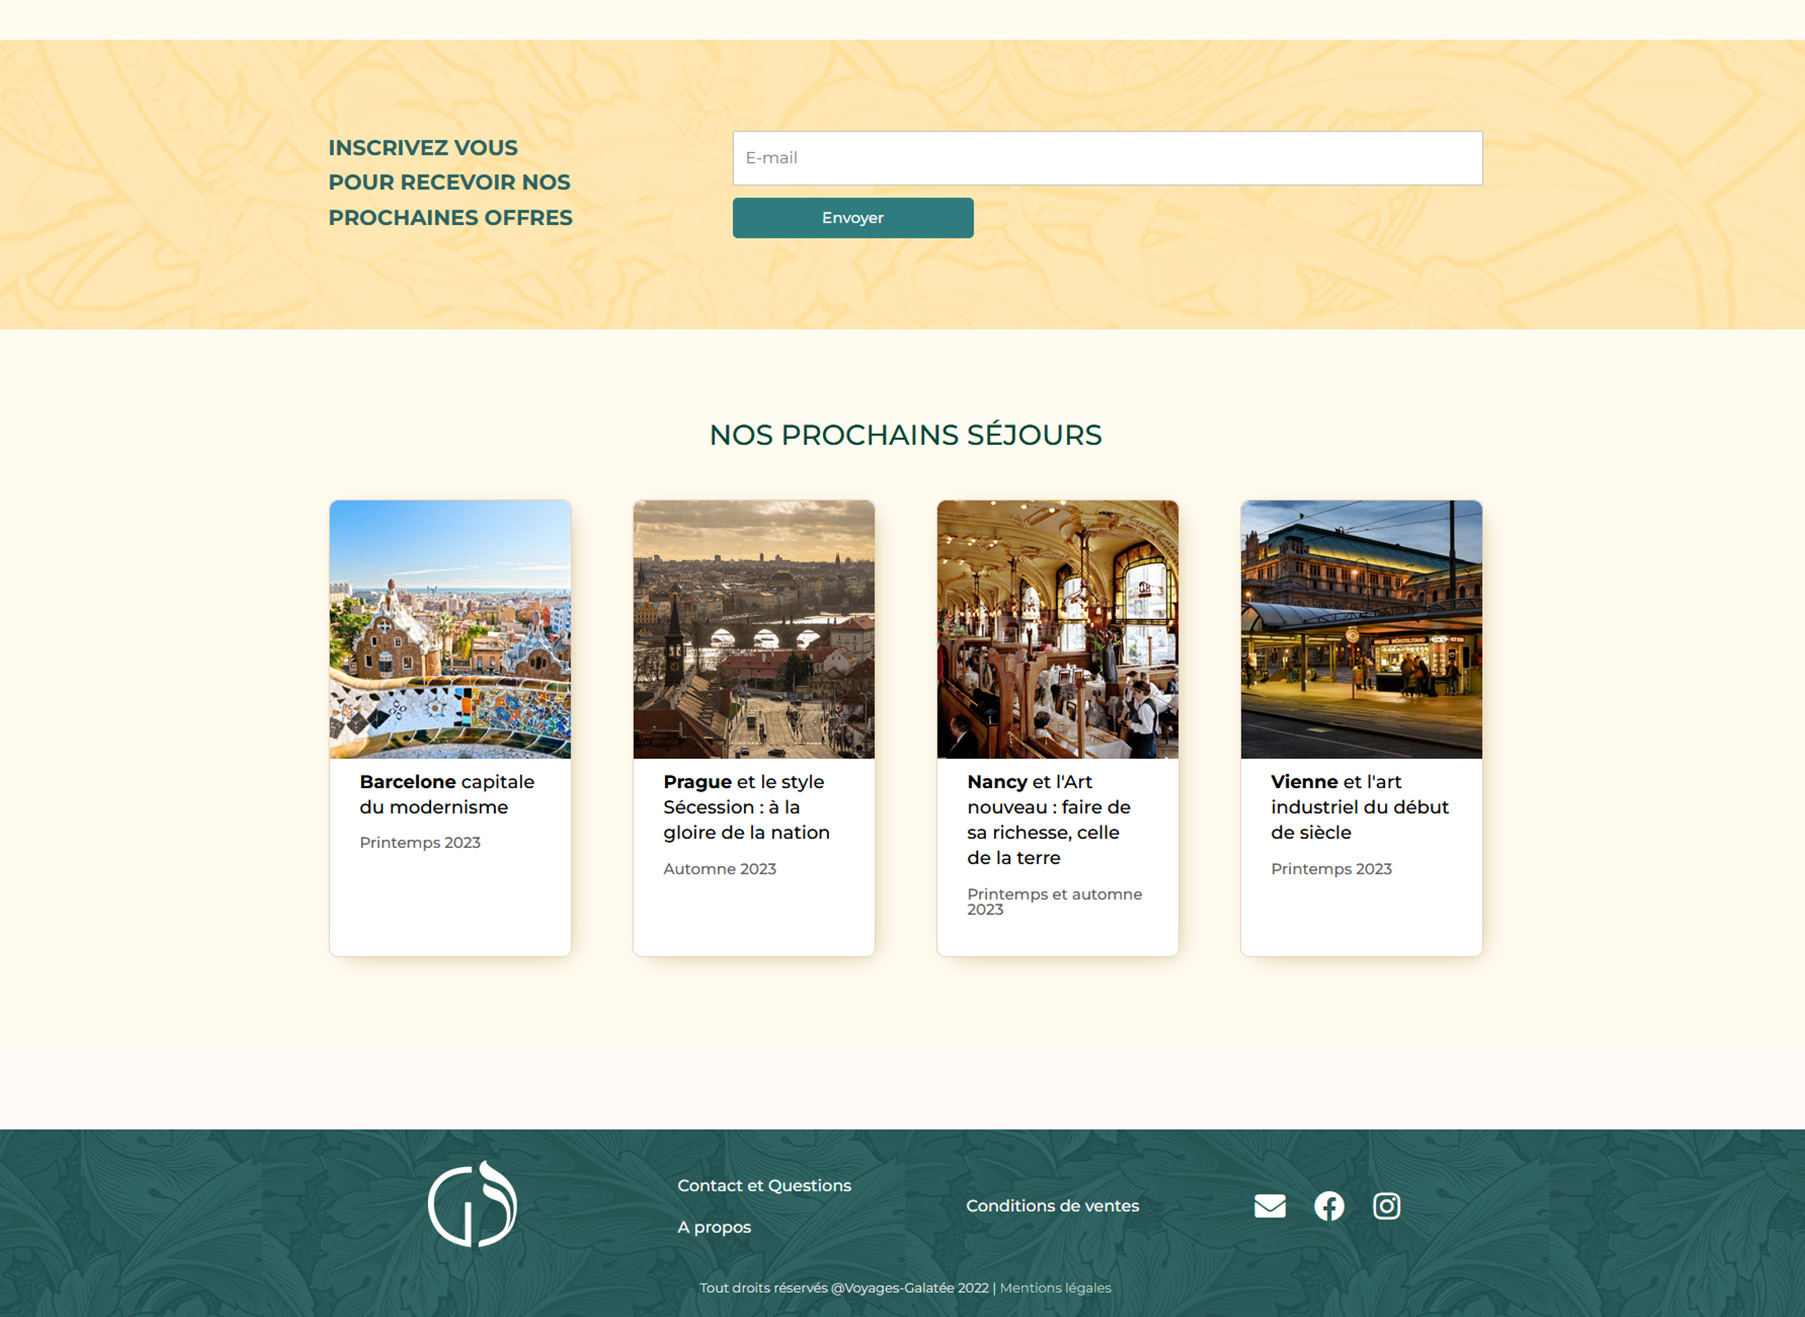 INSCRIVEZ VOUS
POUR RECEVOIR NOS
PROCHAINES OFFRES
E-mail
Envoyer
NOS PROCHAINS SÉJOURS
Barcelone capitale
du modernisme
Printemps 2023
Prague et le style
Sécession : à la
gloire de la nation
Automne 2023
Nancy et l'Art
nouveau : faire de
sa richesse, celle
de la terre
Printemps et automne
2023
Vienne et l'art
industriel du début
de siècle
Printemps 2023
Contact et Questions
A propos
Conditions de ventes
Tout droits réservés @Voyages-Galatée 2022 | Mentions légales